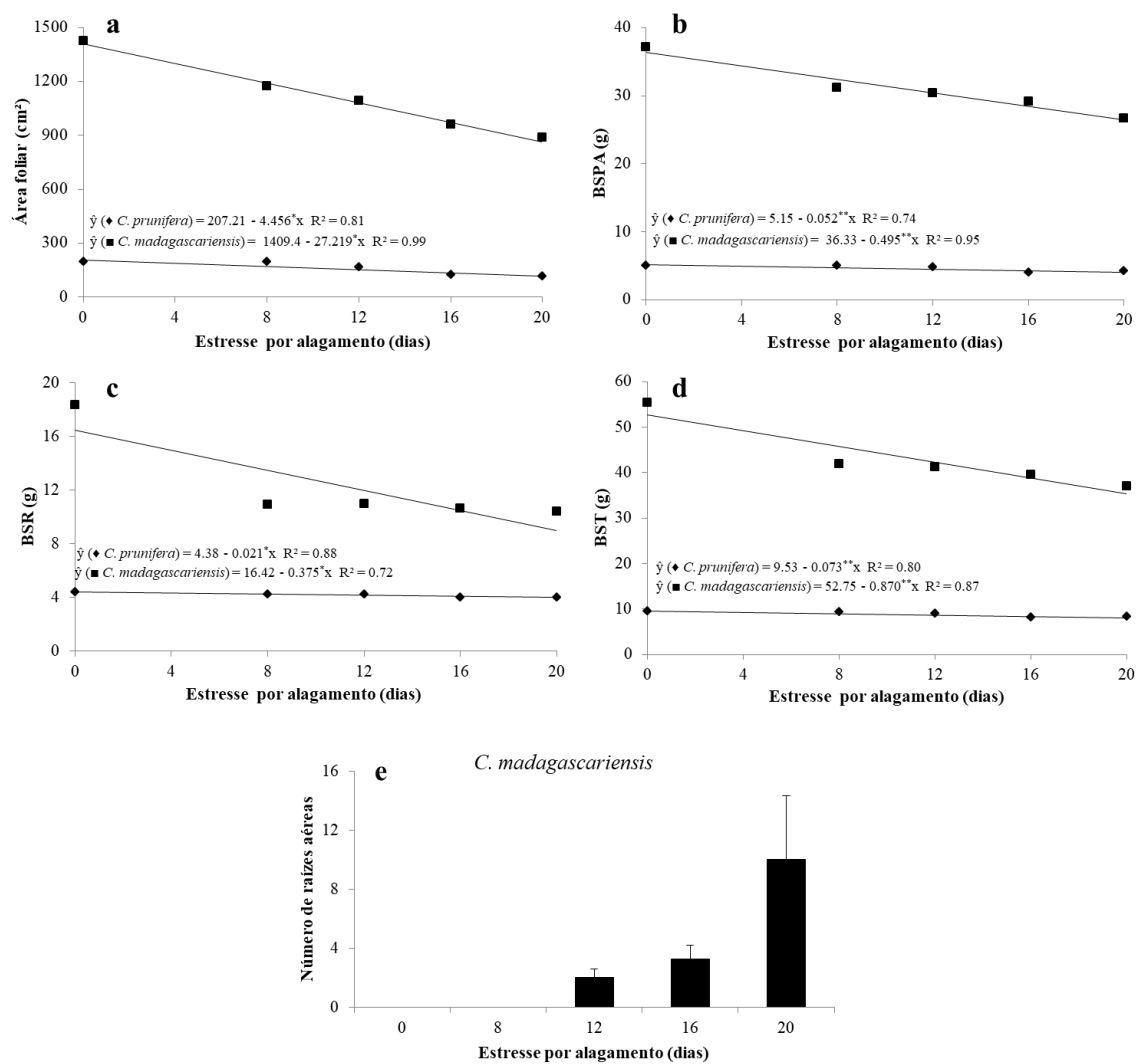 a
1500
1200
900
600
300
0
Área foliar (cm²)
ŷ (♦ C. prunifera) = 207.21 - 4.456*x R² = 0.81
ŷ (■ C. madagascariensis) = 1409.4 - 27.219*x R² = 0.99
0 4 8 12 16 20
Estresse por alagamento (dias)
b
40
30
20
10
0
BSPA (g)
ŷ (♦ C. prunifera) = 5.15 - 0.052**x R² = 0.74
ŷ (■ C. madagascariensis) = 36.33 - 0.495**x R² = 0.95
0 4 8 12 16 20
Estresse por alagamento (dias)
c
20
16
12
8
4
0
BSR (g)
ŷ (♦ C. prunifera) = 4.38 - 0.021*x R² = 0.88
ŷ (■ C. madagascariensis) = 16.42 - 0.375*x R² = 0.72
0 4 8 12 16 20
Estresse por alagamento (dias)
d
60
50
40
30
20
10
0
BST (g)
ŷ (♦ C. prunifera) = 9.53 - 0.073**x R² = 0.80
ŷ (■ C. madagascariensis) = 52.75 - 0.870**x R² = 0.87
0 4 8 12 16 20
Estresse por alagamento (dias)
e
C. madagascariensis
16
12
8
4
0
Número de raízes aéreas
0 8 12 16 20
Estresse por alagamento (dias)